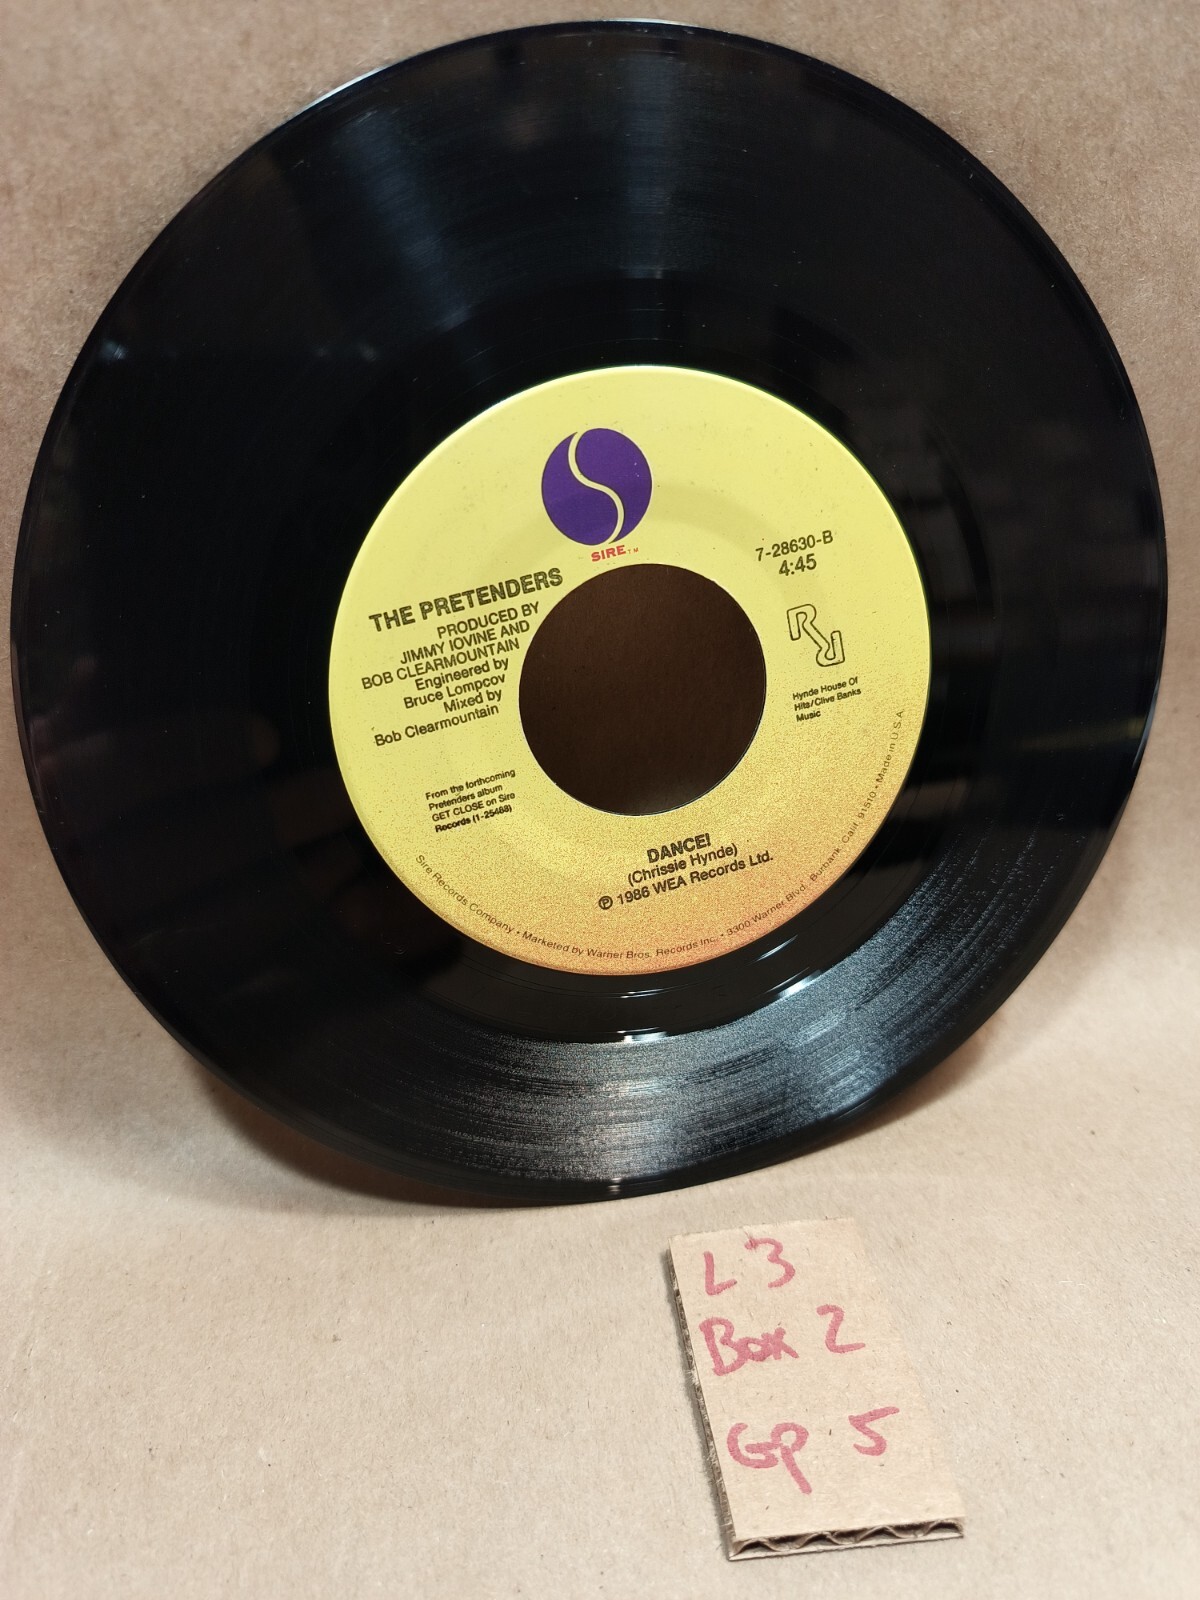 SIRE™
THE PRETENDERS
PRODUCED BY
JIMMY IOVINE AND
BOB CLEARMOUNTAIN
Engineered by
Bruce Lompcov
Mixed by
Bob Clearmountain
7-28630-B
4:45
Hynde House Of
Hits/Clive Banks
Music
From the forthcoming
Pretenders album
GET CLOSE on Sire
Records (1-25468)
DANCE!
(Chrissie Hynde)
℗ 1986 WEA Records Ltd.
Sire Records Company • Marketed by Warner Bros. Records Inc. • 3300 Warner Blvd., Burbank, Calif. 91510 • Made in U.S.A.
L 3
Box 2
Gp 5